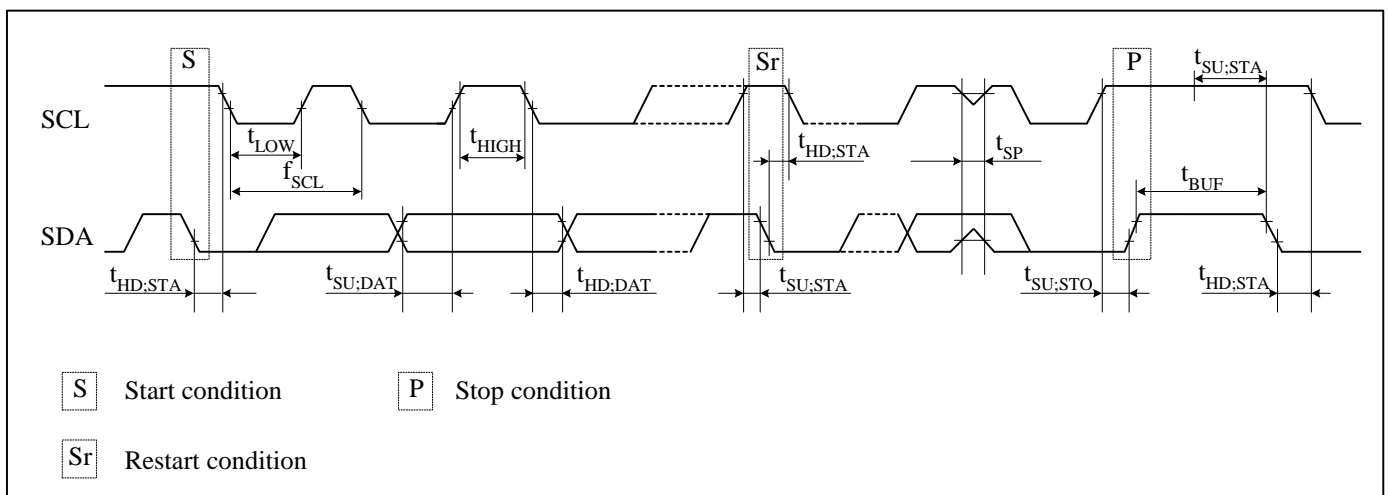 S
Sr
P
tSU;STA
SCL
tLOW
tHIGH
tHD;STA
tSP
fSCL
tBUF
SDA
tHD;STA
tSU;DAT
tHD;DAT
tSU;STA
tSU;STO
tHD;STA
S Start condition
P Stop condition
Sr Restart condition